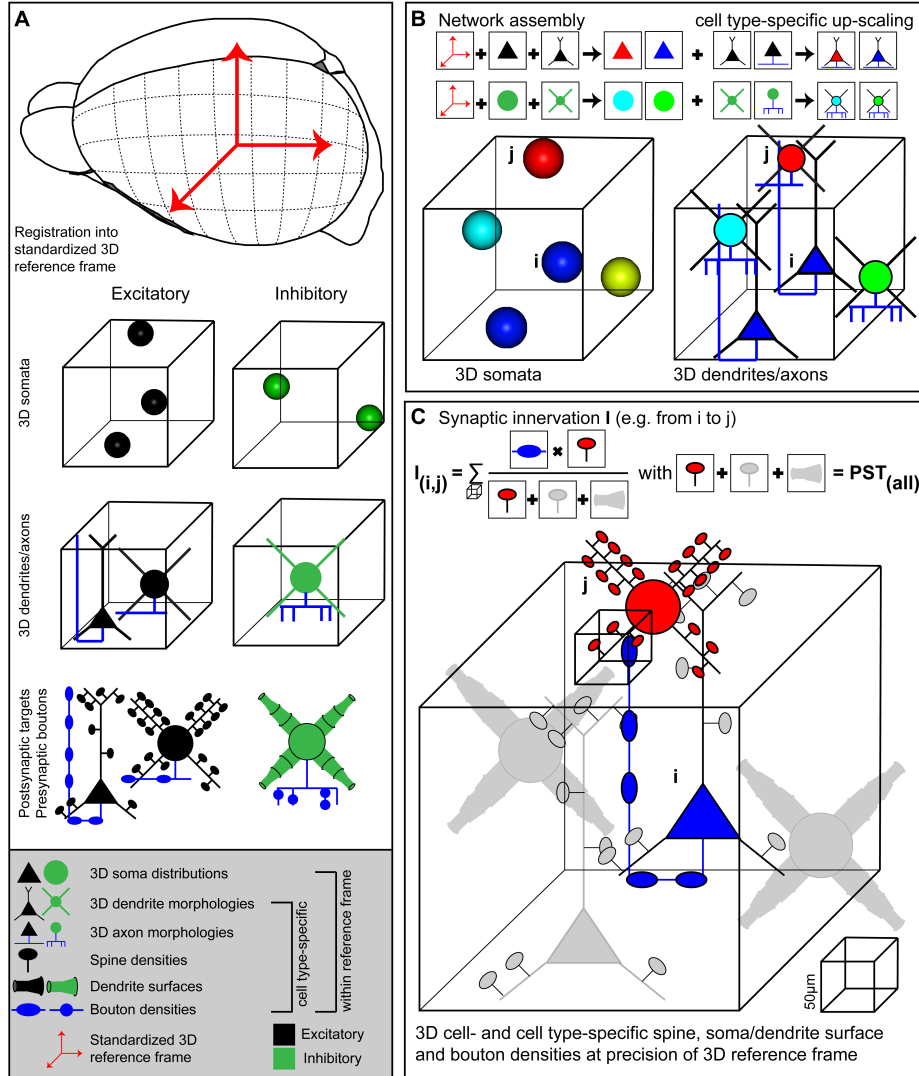 A
Registration into
standardized 3D
reference frame
Excitatory
Inhibitory
3D somata
3D dendrites/axons
Postsynaptic targets
Presynaptic boutons
3D soma distributions
3D dendrite morphologies
3D axon morphologies
Spine densities
Dendrite surfaces
Bouton densities
Standardized 3D
reference frame
cell type-specific
within reference frame
Excitatory
Inhibitory
B
Network assembly
cell type-specific up-scaling
+ + → + →
+ + → + →
j
i
3D somata
j
i
3D dendrites/axons
C
Synaptic innervation I (e.g. from i to j)
I(i,j) = ∑ × / + + with + + = PST(all)
j
i
50µm
3D cell- and cell type-specific spine, soma/dendrite surface
and bouton densities at precision of 3D reference frame